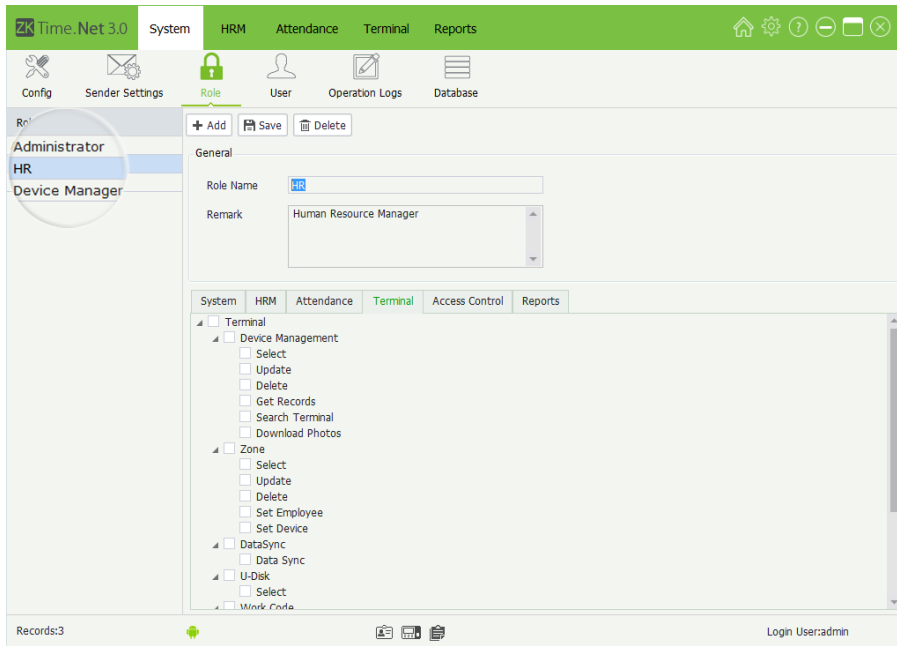 ZK Time.Net 3.0 System HRM Attendance Terminal Reports
Config Sender Settings Role User Operation Logs Database
Add Save Delete
Administrator
HR
Device Manager
General
Role Name HR
Remark Human Resource Manager
System HRM Attendance Terminal Access Control Reports
Terminal
Device Management
Select
Update
Delete
Get Records
Search Terminal
Download Photos
Zone
Select
Update
Delete
Set Employee
Set Device
DataSync
Data Sync
U-Disk
Select
Work Code
Records:3 Login User:admin